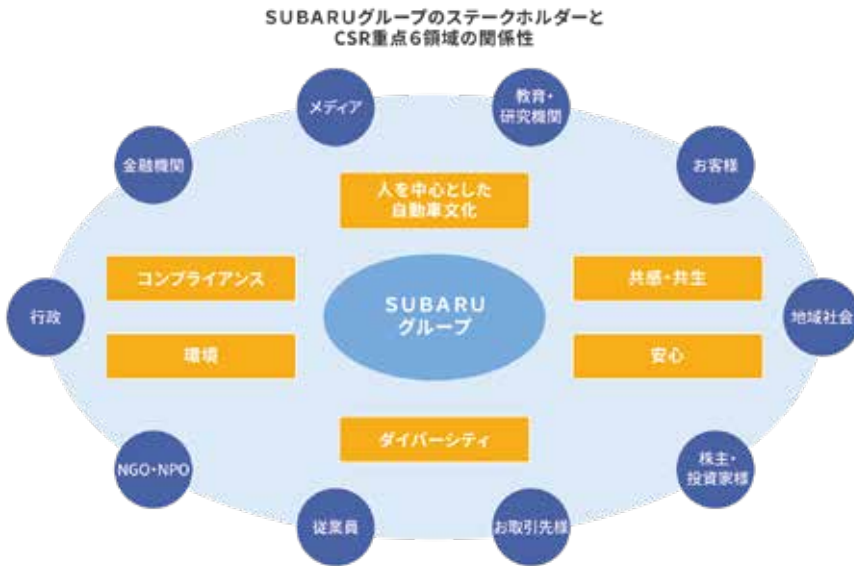 SUBARUグループのステークホルダーと
CSR重点6領域の関係性
メディア
教育・
研究機関
金融機関
お客様
人を中心とした
自動車文化
コンプライアンス
共感・共生
行政
SUBARU
グループ
地域社会
環境
安心
ダイバーシティ
NGO・NPO
株主・
投資家様
従業員
お取引先様